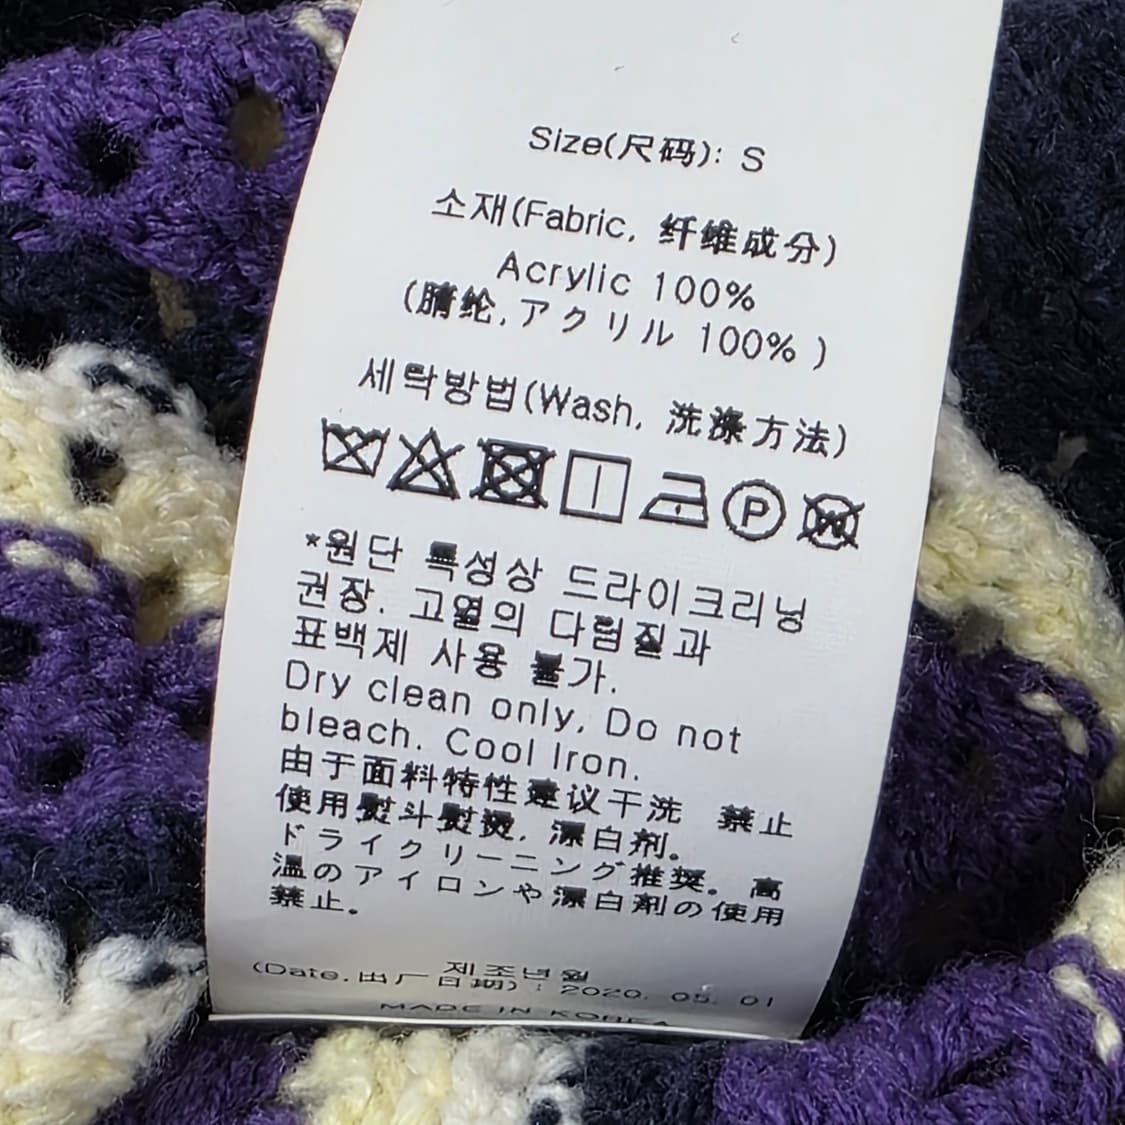 Size(尺码): S
소재(Fabric, 纤维成分)
Acrylic 100%
(腈纶,アクリル 100% )
세탁방법(Wash, 洗涤方法)
P
W
*원단 특성상 드라이크리닝
권장. 고열의 다림질과
표백제 사용 불가.
Dry clean only, Do not
bleach. Cool Iron.
由于面料特性建议干洗 禁止
使用熨斗熨烫, 漂白剂。
ドライクリーニング推奨。高
温のアイロンや漂白剤の使用
禁止。
제조년월
(Date,出厂日期) : 2020. 05. 01
MADE IN KOREA